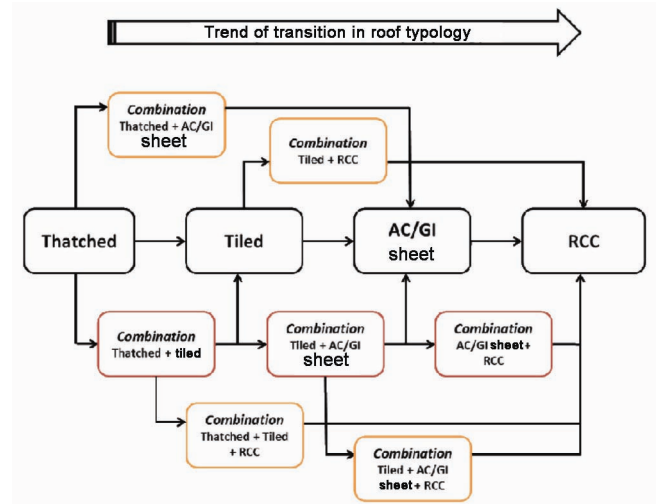 Trend of transition in roof typology
Combination
Thatched + AC/GI
sheet
Combination
Tiled + RCC
Thatched
Tiled
AC/GI
sheet
RCC
Combination
Thatched + tiled
Combination
Tiled + AC/GI
sheet
Combination
AC/GI sheet+
RCC
Combination
Thatched + Tiled
+ RCC
Combination
Tiled + AC/GI
sheet + RCC